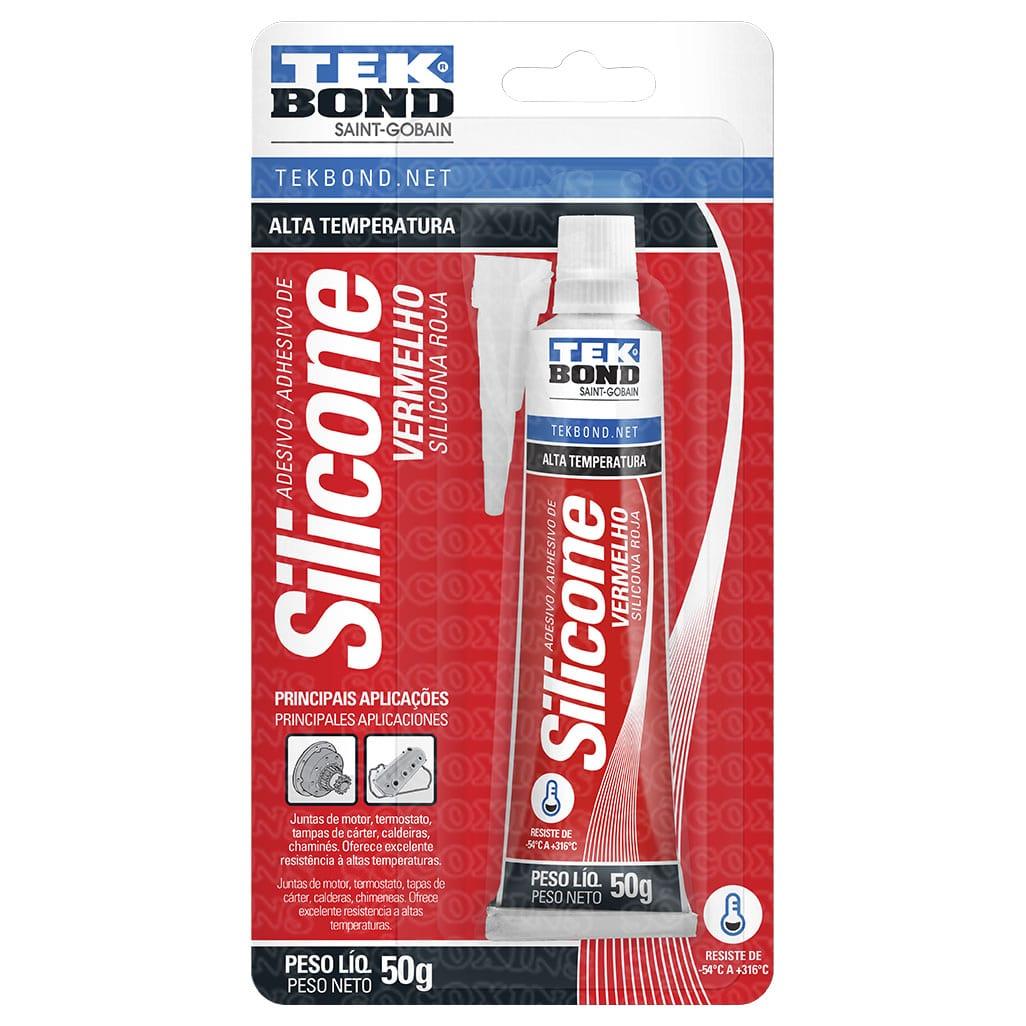 TEK®
BOND
SAINT-GOBAIN
TEKBOND.NET
ALTA TEMPERATURA
ADESIVO / ADHESIVO DE
Silicone
VERMELHO
SILICONA ROJA
PRINCIPAIS APLICAÇÕES
PRINCIPALES APLICACIONES
Juntas de motor, termostato,
tampas de cárter, caldeiras,
chaminés. Oferece excelente
resistência à altas temperaturas.
Juntas de motor, termostato, tapas de
cárter, calderas, chimeneas. Ofrece
excelente resistencia a altas
temperaturas.
PESO LÍQ. 50g
PESO NETO
TEK®
BOND
SAINT-GOBAIN
TEKBOND.NET
ALTA TEMPERATURA
ADESIVO / ADHESIVO DE
Silicone
VERMELHO
SILICONA ROJA
RESISTE DE
-54°C A +316°C
PESO LÍQ. 50g
PESO NETO
RESISTE DE
-54°C A +316°C
SOCOXINS